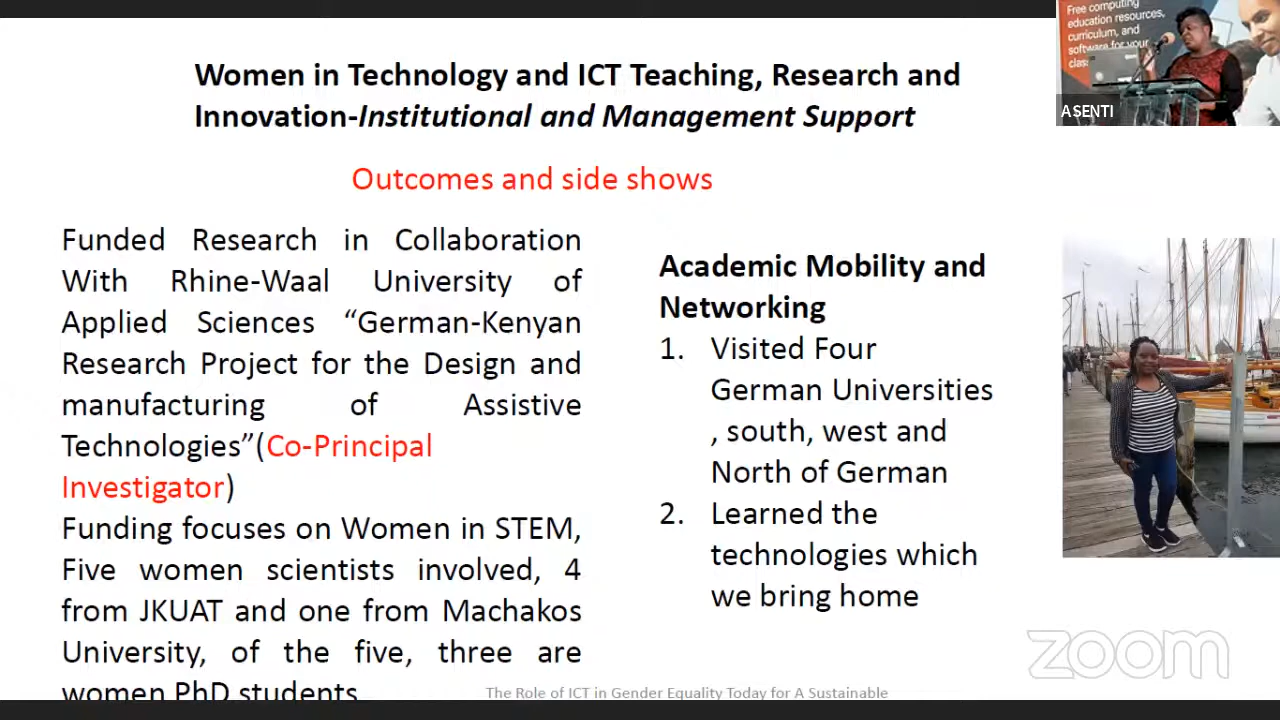 Women in Technology and ICT Teaching, Research and
Innovation-Institutional and Management Support
Outcomes and side shows
Funded Research in Collaboration
With Rhine-Waal University of
Applied Sciences “German-Kenyan
Research Project for the Design and
manufacturing of Assistive
Technologies”(Co-Principal
Investigator)
Funding focuses on Women in STEM,
Five women scientists involved, 4
from JKUAT and one from Machakos
University, of the five, three are
women PhD students
Academic Mobility and
Networking
1. Visited Four
German Universities
, south, west and
North of German
2. Learned the
technologies which
we bring home
The Role of ICT in Gender Equality Today for A Sustainable
Free computing
education resources,
curriculum, and
software for your
ASENTI
zoom